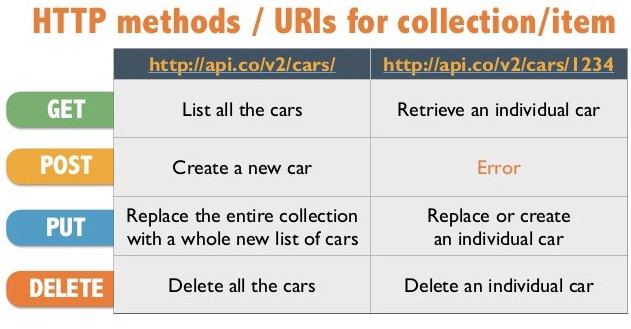 HTTP methods / URIs for collection/item
http://api.co/v2/cars/
http://api.co/v2/cars/1234
GET
List all the cars
Retrieve an individual car
POST
Create a new car
Error
PUT
Replace the entire collection
with a whole new list of cars
Replace or create
an individual car
DELETE
Delete all the cars
Delete an individual car